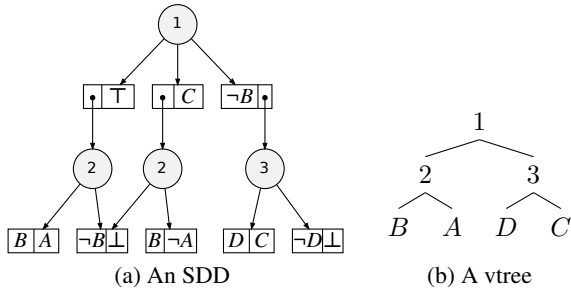 1
⊤ C ¬B 1
2 2 3 2 3
B A ¬B ⊥ B ¬A D C ¬D ⊥ B A D C
(a) An SDD (b) A vtree